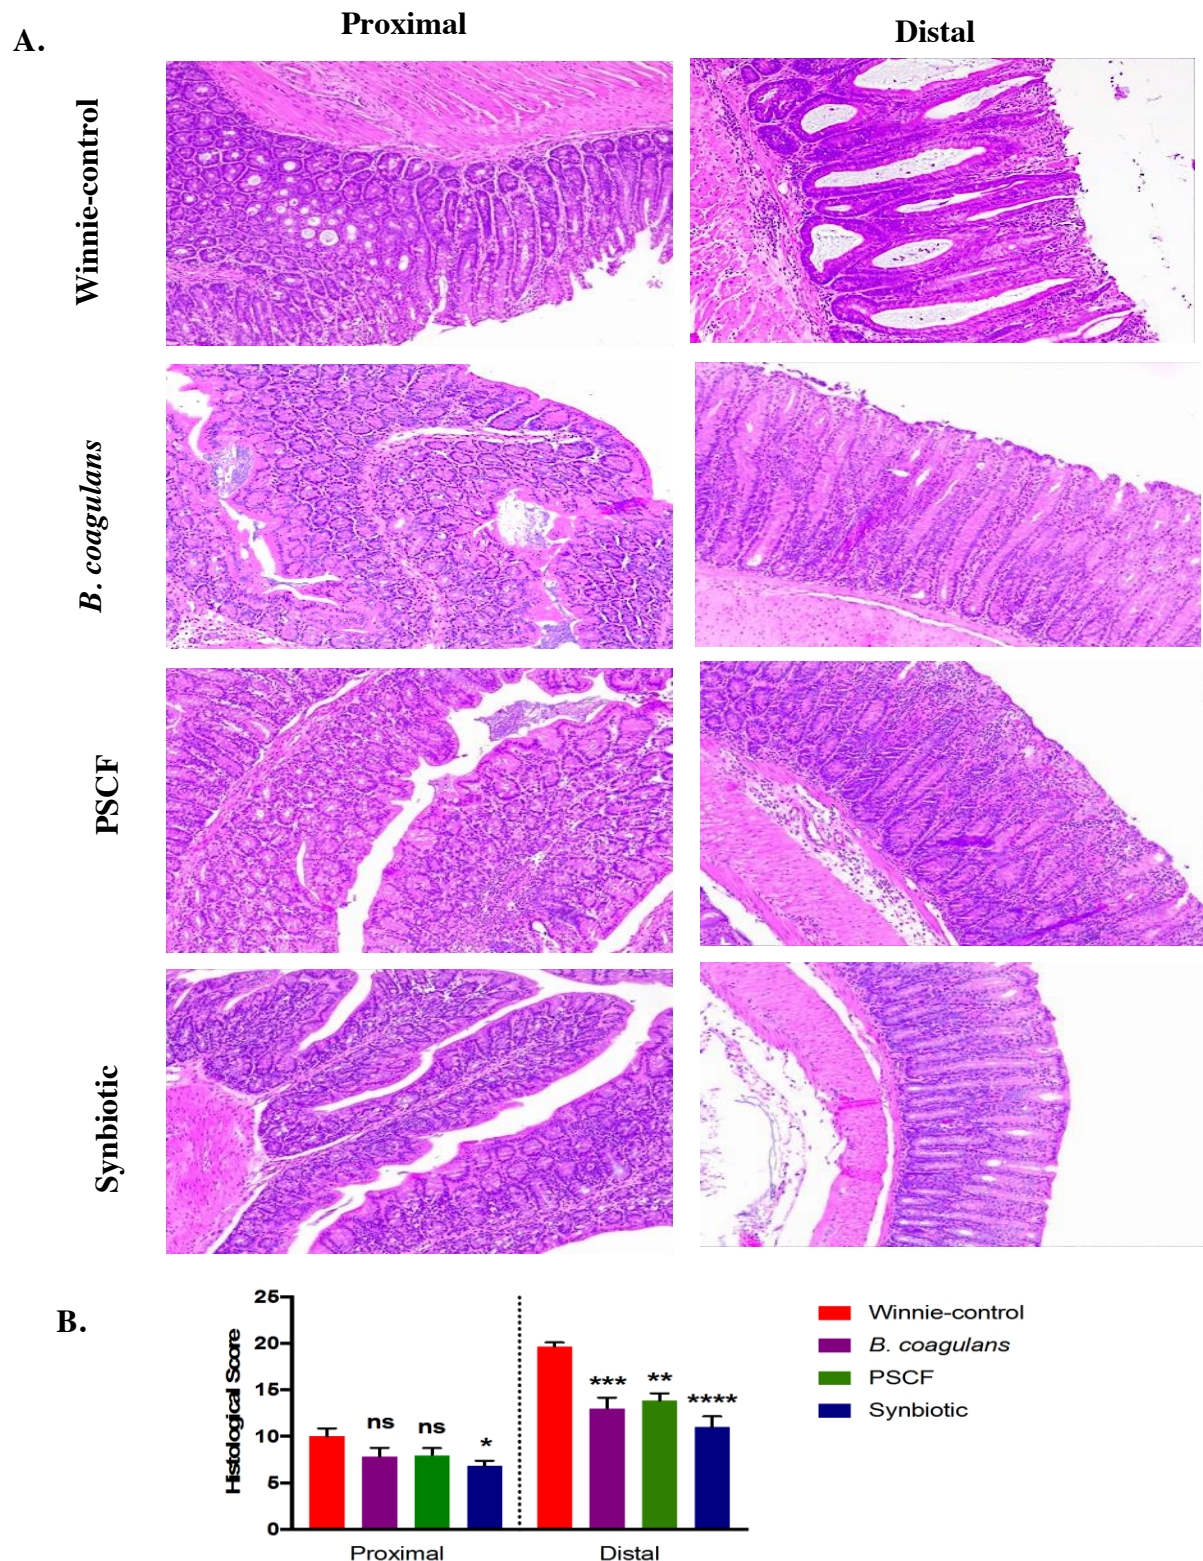 A.
Proximal
Distal
Winnie-control
B. coagulans
PSCF
Synbiotic
B.
Histological Score
25
20
15
10
5
0
ns
ns
*
***
**
****
Proximal
Distal
Winnie-control
B. coagulans
PSCF
Synbiotic